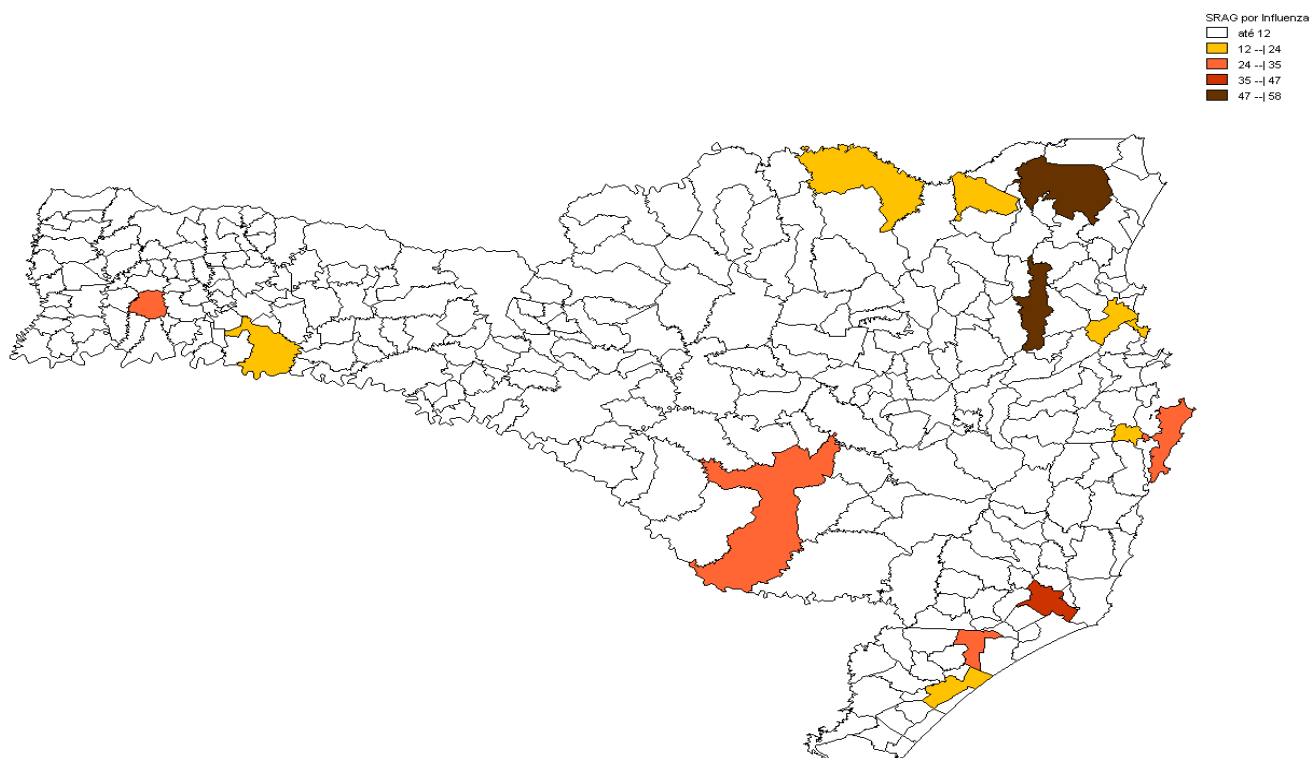 SRAG por Influenza
até 12
12 --| 24
24 --| 35
35 --| 47
47 --| 58